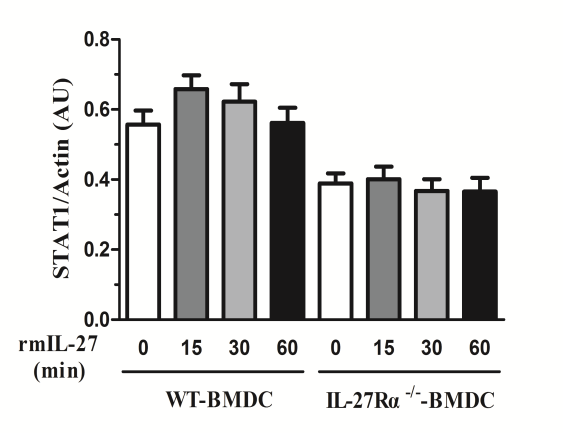 STAT1/Actin (AU)
0.8
0.6
0.4
0.2
0.0
rmIL-27 0 15 30 60 0 15 30 60
(min)
WT-BMDC IL-27Rα -/- -BMDC